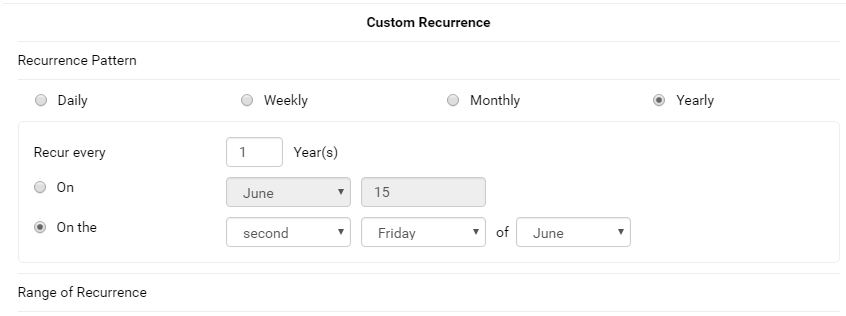 Custom Recurrence
Recurrence Pattern
Daily Weekly Monthly Yearly
Recur every 1 Year(s)
On June 15
On the second Friday of June
Range of Recurrence